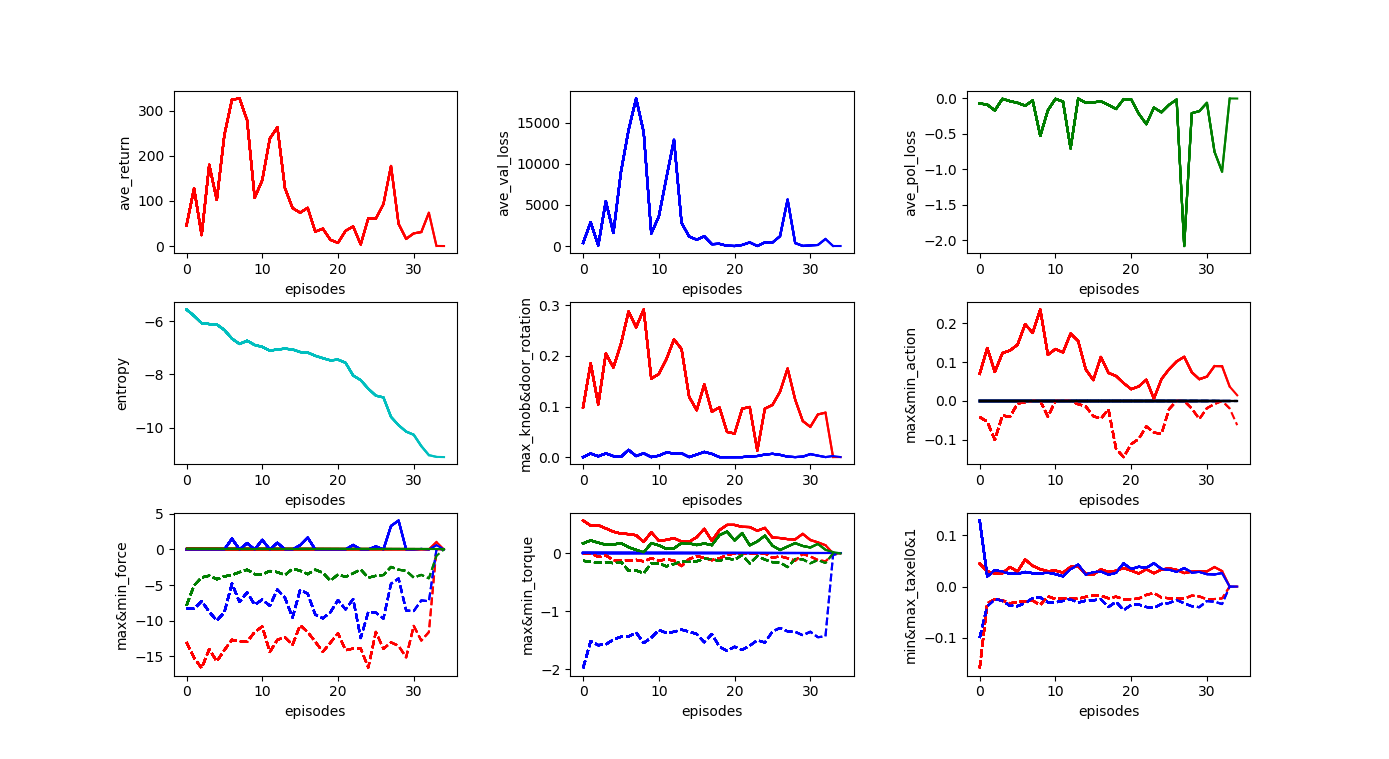 ave_return
300
200
100
0
0 10 20 30
episodes
ave_val_loss
15000
10000
5000
0
0 10 20 30
episodes
ave_pol_loss
0.0
−0.5
−1.0
−1.5
−2.0
0 10 20 30
episodes
entropy
−6
−8
−10
0 10 20 30
episodes
max_knob&door_rotation
0.3
0.2
0.1
0.0
0 10 20 30
episodes
max&min_action
0.2
0.1
0.0
−0.1
0 10 20 30
episodes
max&min_force
5
0
−5
−10
−15
0 10 20 30
episodes
max&min_torque
0
−1
−2
0 10 20 30
episodes
min&max_taxel0&1
0.1
0.0
−0.1
0 10 20 30
episodes